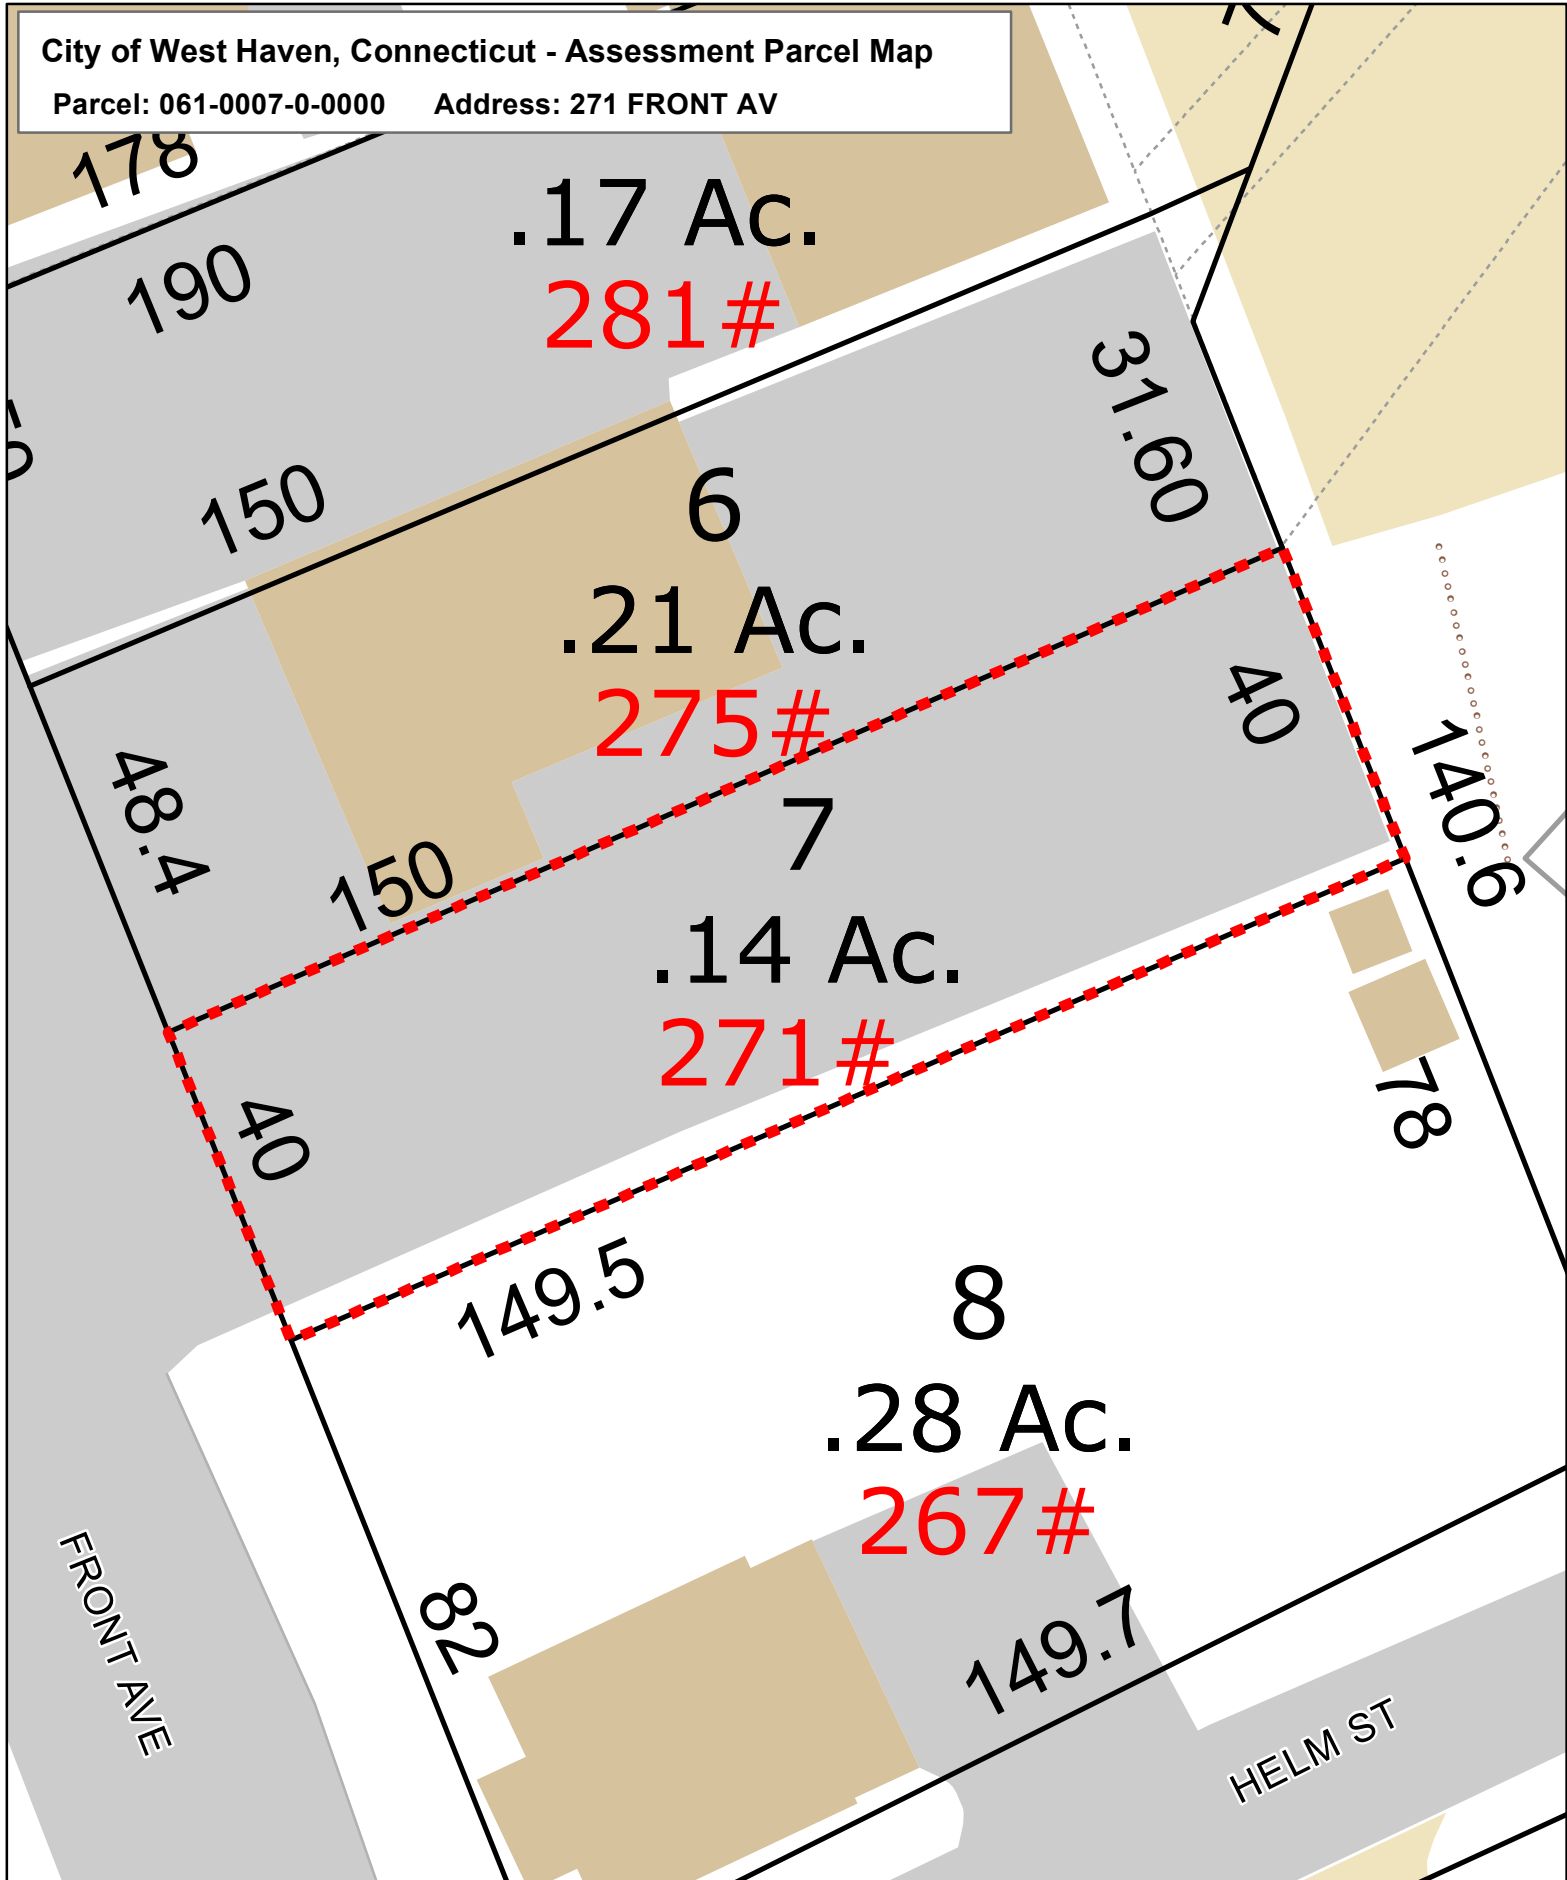 City of West Haven, Connecticut - Assessment Parcel Map
Parcel: 061-0007-0-0000 Address: 271 FRONT AV
178
190
.17 Ac.
281#
150
31.60
6
.21 Ac.
275#
48.4
150
40
140.6
7
.14 Ac.
271#
40
78
149.5
8
.28 Ac.
267#
82
149.7
FRONT AVE
HELM ST